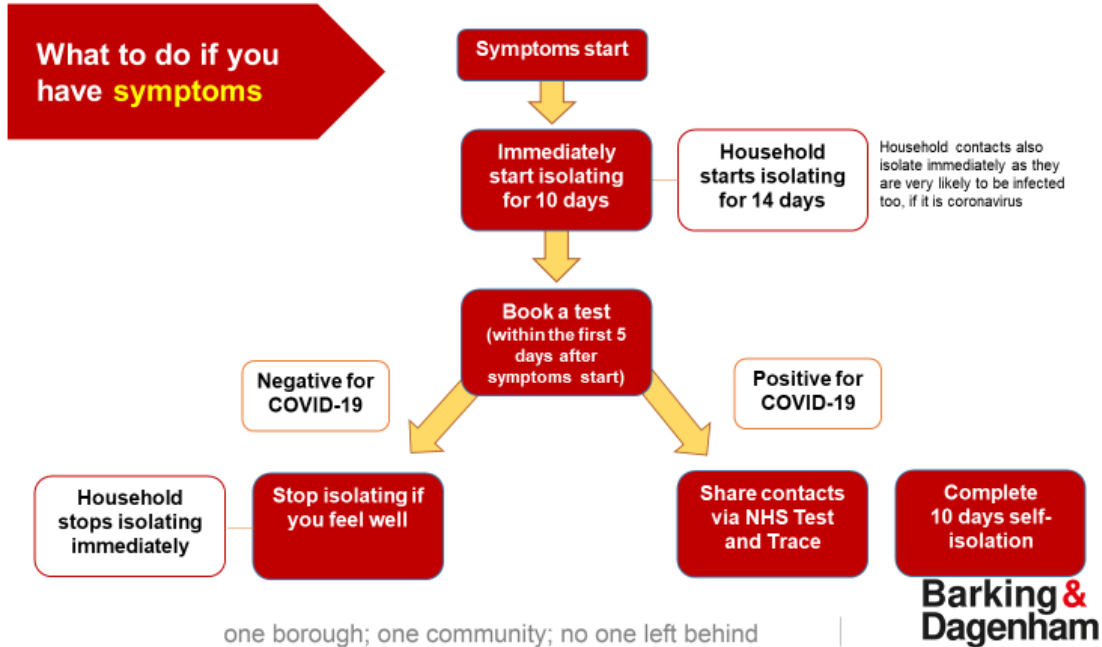 What to do if you
have symptoms
Symptoms start
Immediately
start isolating
for 10 days
Household
starts isolating
for 14 days
Household contacts also
isolate immediately as they
are very likely to be infected
too, if it is coronavirus
Book a test
(within the first 5
days after
symptoms start)
Negative for
COVID-19
Positive for
COVID-19
Household
stops isolating
immediately
Stop isolating if
you feel well
Share contacts
via NHS Test
and Trace
Complete
10 days self-
isolation
one borough; one community; no one left behind
Barking &
Dagenham